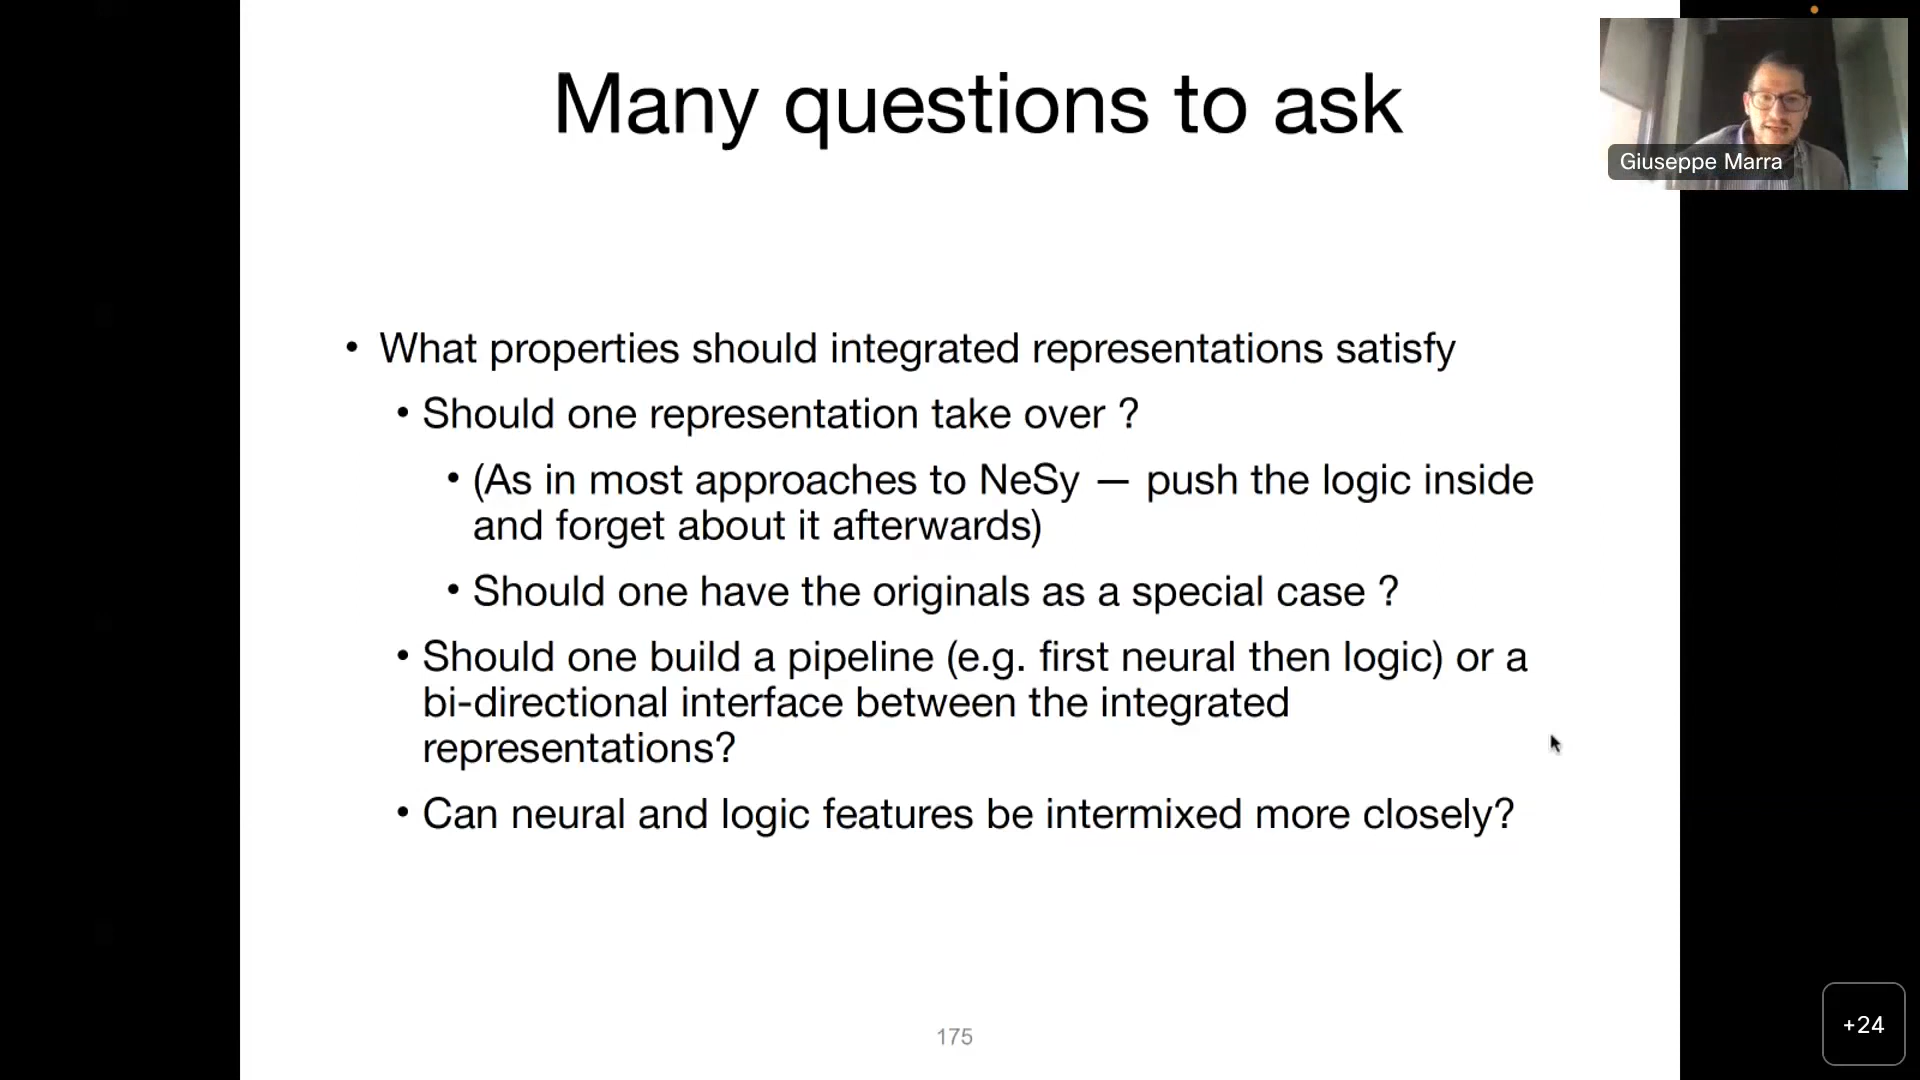 Many questions to ask
Giuseppe Marra
• What properties should integrated representations satisfy
• Should one representation take over ?
• (As in most approaches to NeSy — push the logic inside
and forget about it afterwards)
• Should one have the originals as a special case ?
• Should one build a pipeline (e.g. first neural then logic) or a
bi-directional interface between the integrated
representations?
• Can neural and logic features be intermixed more closely?
175
+24